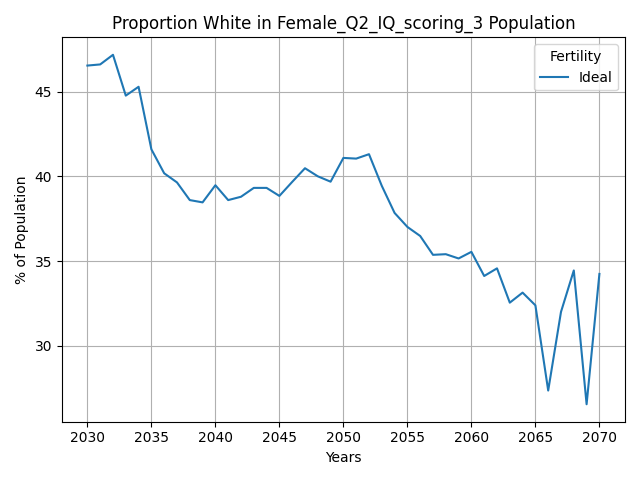 Proportion White in Female_Q2_IQ_scoring_3 Population
Fertility
Ideal
% of Population
45
40
35
30
2030 2035 2040 2045 2050 2055 2060 2065 2070
Years